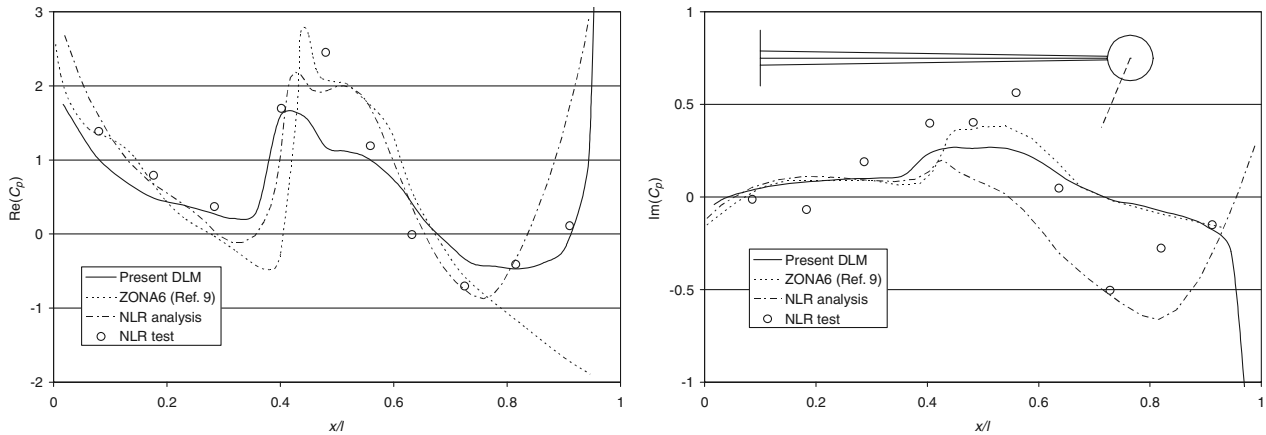 3
2
1
0
-1
-2
Re(Cp)
Present DLM
ZONA6 (Ref. 9)
NLR analysis
NLR test
0
0.2
0.4
0.6
0.8
1
x/l
1
0.5
0
-0.5
-1
Im(Cp)
Present DLM
ZONA6 (Ref. 9)
NLR analysis
NLR test
0
0.2
0.4
0.6
0.8
1
x/l